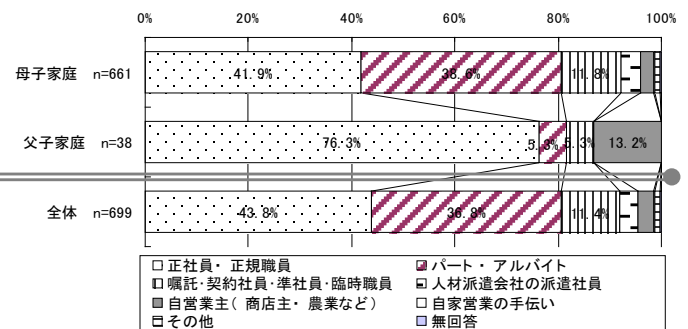 0% 20% 40% 60% 80% 100%
母子家庭 n=661 41.9% 38.6% 11.8%
父子家庭 n=38 76.3% 5.3% 5.3% 13.2%
全体 n=699 43.8% 36.8% 11.4%
正社員・正規職員 パート・アルバイト
嘱託･契約社員･準社員･臨時職員 人材派遣会社の派遣社員
自営業主(商店主・農業など) 自家営業の手伝い
その他 無回答